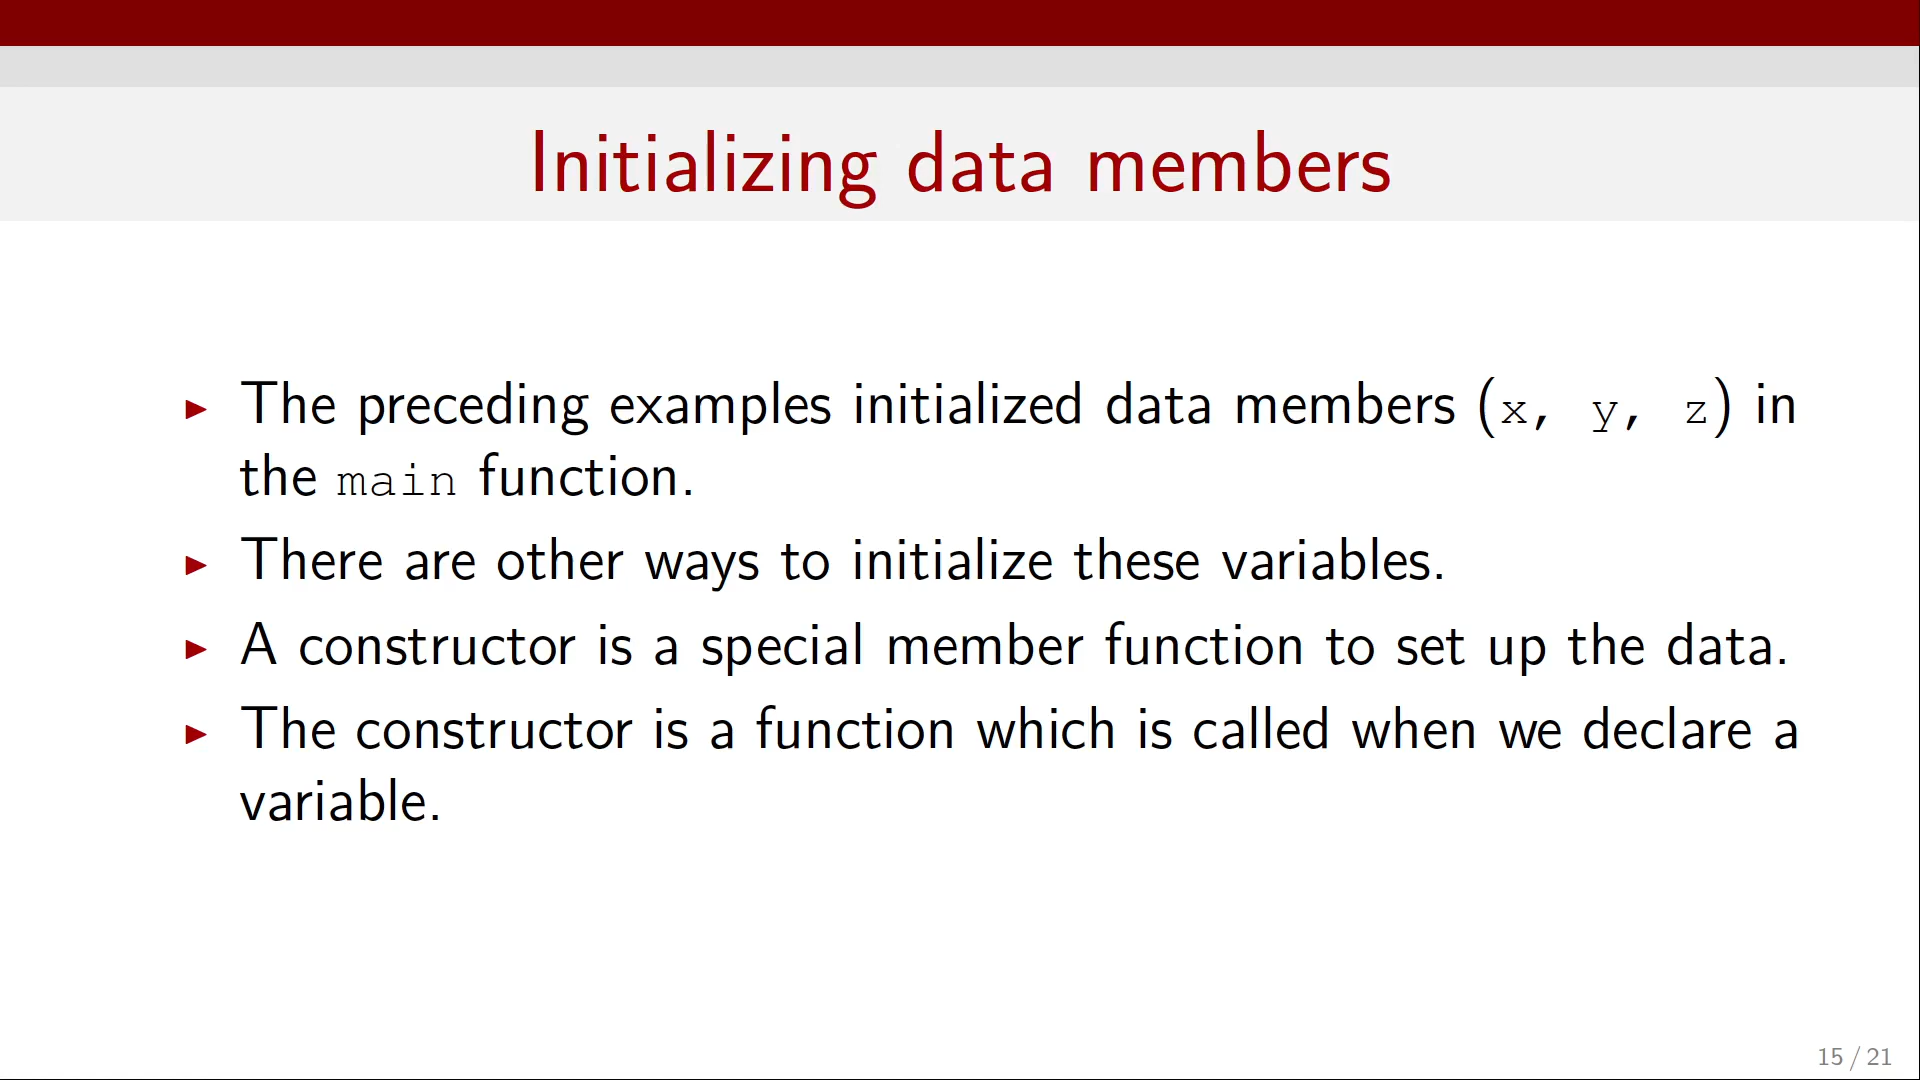 Initializing data members
The preceding examples initialized data members (x, y, z) in
the main function.
There are other ways to initialize these variables.
A constructor is a special member function to set up the data.
The constructor is a function which is called when we declare a
variable.
15 / 21